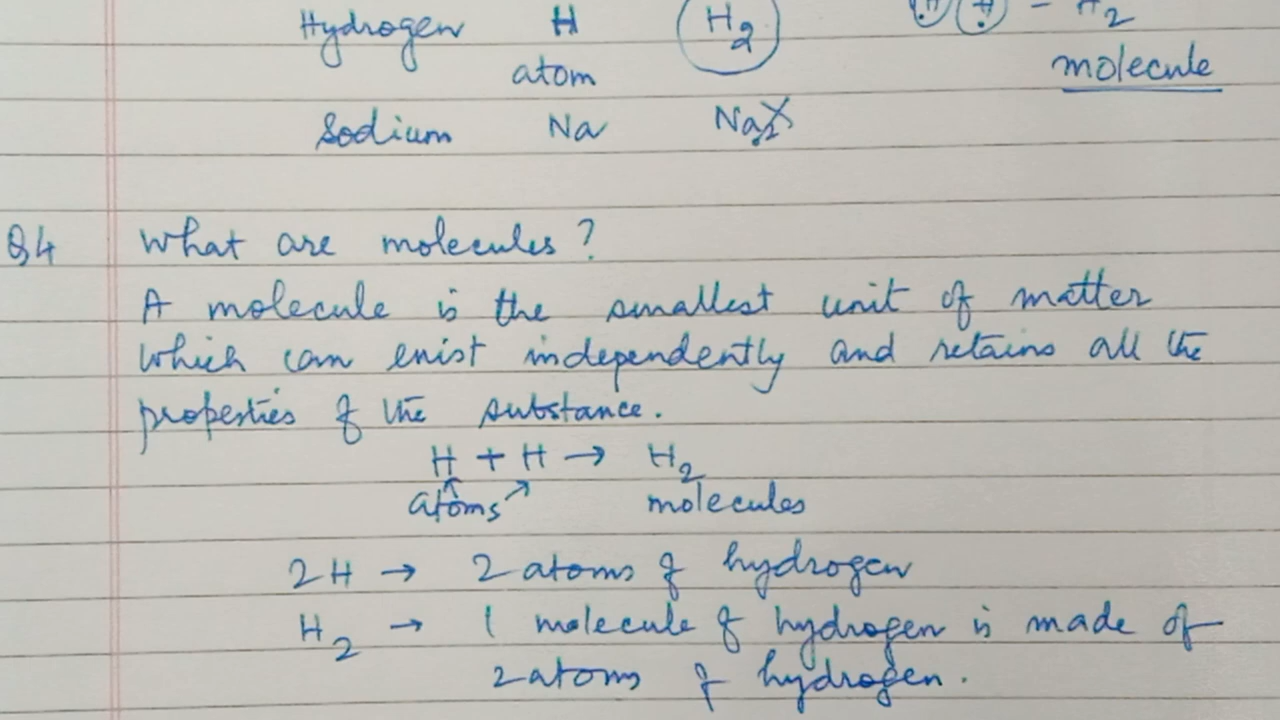 Hydrogen H H₂ H H - H₂
atom molecule
Sodium Na Na₂ X
Q4 What are molecules?
A molecule is the smallest unit of matter
which can enist independently and retains all the
properties of the substance.
H + H → H₂
atoms molecules
2H → 2 atoms of hydrogen
H₂ → 1 molecule of hydrogen is made of
2 atoms of hydrogen.